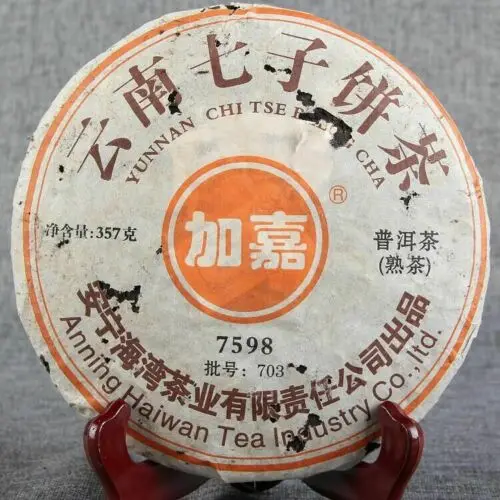 云南七子饼茶
YUNNAN CHI TSE CHA
加嘉
®
净含量:357克
普洱茶
(熟茶)
7598
批号:703
安宁海湾茶业有限责任公司出品
Anning Haiwan Tea Industry Co., ltd.